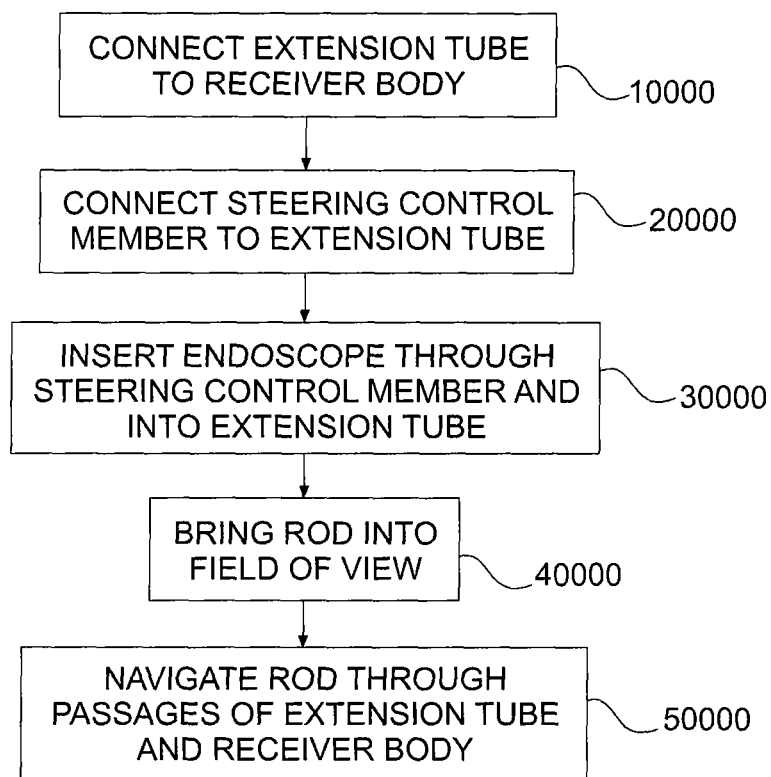 CONNECT EXTENSION TUBE
TO RECEIVER BODY
10000
CONNECT STEERING CONTROL
MEMBER TO EXTENSION TUBE
20000
INSERT ENDOSCOPE THROUGH
STEERING CONTROL MEMBER AND
INTO EXTENSION TUBE
30000
BRING ROD INTO
FIELD OF VIEW
40000
NAVIGATE ROD THROUGH
PASSAGES OF EXTENSION TUBE
AND RECEIVER BODY
50000